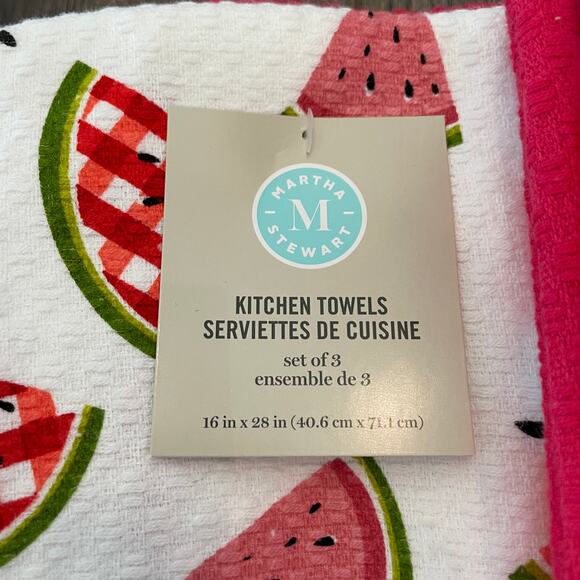 MARTHA
M
STEWART
KITCHEN TOWELS
SERVIETTES DE CUISINE
set of 3
ensemble de 3
16 in x 28 in (40.6 cm x 71.1 cm)